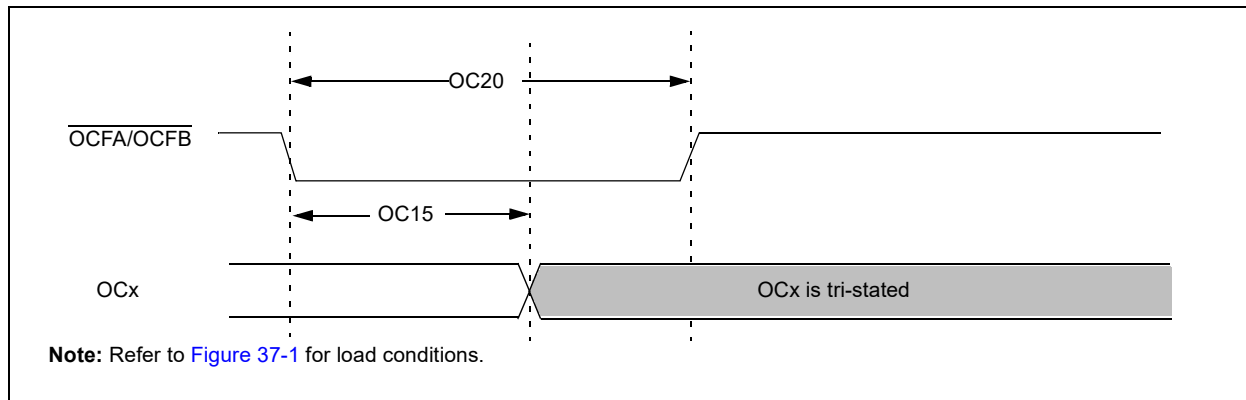 OC20
OCFA/OCFB
OC15
OCx
OCx is tri-stated
Note: Refer to Figure 37-1 for load conditions.